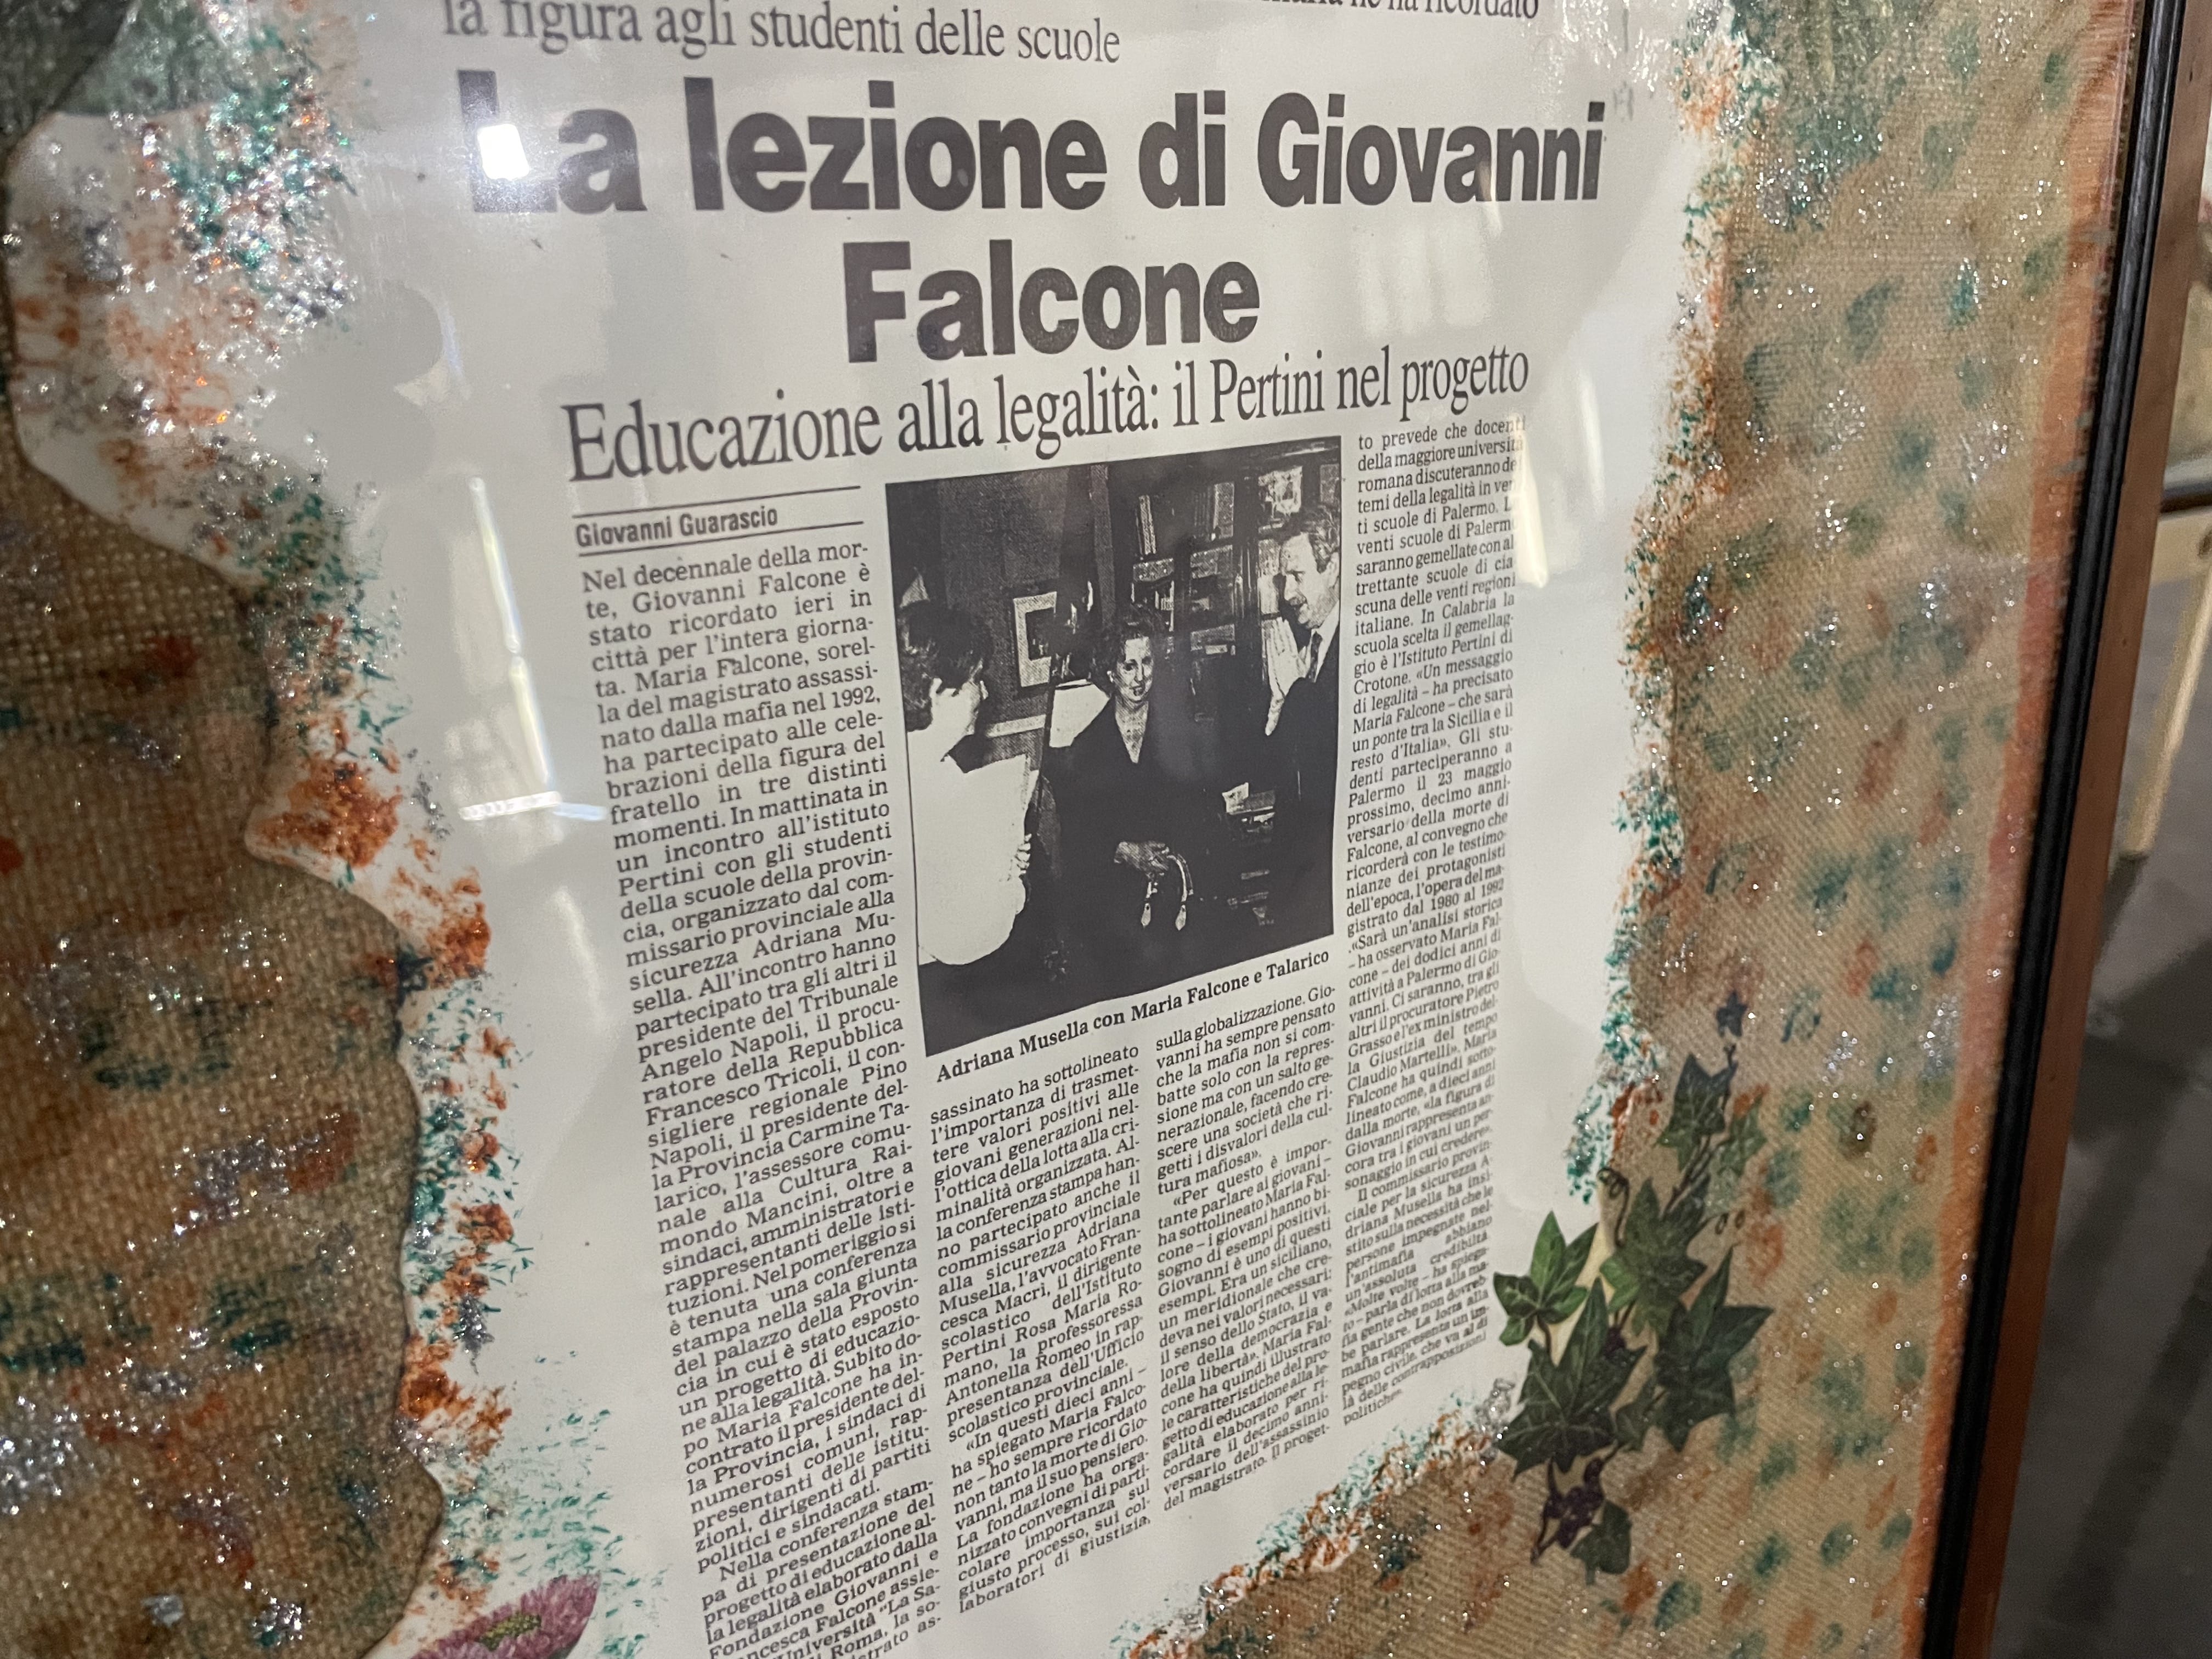 la figura agli studenti delle scuole
ne ha ricordato
La lezione di Giovanni
Falcone
Educazione alla legalità: il Pertini nel progetto
Giovanni Guarascio
Nel decennale della mor-
te, Giovanni Falcone è
stato ricordato ieri in
città per l'intera giorna-
ta. Maria Falcone, sorel-
la del magistrato assassi-
nato dalla mafia nel 1992,
ha partecipato alle cele-
brazioni della figura del
fratello in tre distinti
momenti. In mattinata in
un incontro all'istituto
Pertini con gli studenti
della scuole della provin-
cia, organizzato dal com-
missario provinciale alla
sicurezza Adriana Mu-
sella. All'incontro hanno
partecipato tra gli altri il
presidente del Tribunale
Angelo Napoli, il procu-
ratore della Repubblica
Francesco Tricoli, il con-
sigliere regionale Pino
Napoli, il presidente del-
la Provincia Carmine Ta-
larico, l'assessore comu-
nale alla Cultura Rai-
mondo Mancini, oltre a
sindaci, amministratori e
rappresentanti delle isti-
tuzioni. Nel pomeriggio si
è tenuta una conferenza
stampa nella sala giunta
del palazzo della Provin-
cia in cui è stato esposto
un progetto di educazio-
ne alla legalità. Subito do-
po Maria Falcone ha in-
contrato il presidente del-
la Provincia, i sindaci di
numerosi comuni, rap-
presentanti delle istitu-
zioni, dirigenti di partiti
politici e sindacati.
Nella conferenza stam-
pa di presentazione del
progetto di educazione al-
la legalità elaborato dalla
Fondazione Giovanni e
ncesca Falcone assie-
Università "La Sa-
Roma, la so-
istrato as-
Adriana Musella con Maria Falcone e Talarico
sassinato ha sottolineato
l'importanza di trasmet-
tere valori positivi alle
giovani generazioni nel-
l'ottica della lotta alla cri-
minalità organizzata. Al-
la conferenza stampa han-
no partecipato anche il
commissario provinciale
alla sicurezza Adriana
Musella, l'avvocato Fran-
cesca Macrì, il dirigente
scolastico dell'Istituto
Pertini Rosa Maria Ro-
mano, la professoressa
Antonella Romeo in rap-
presentanza dell'Ufficio
scolastico provinciale.
«In questi dieci anni –
ha spiegato Maria Falco-
ne – ho sempre ricordato
non tanto la morte di Gio-
vanni, ma il suo pensiero.
La fondazione ha orga-
nizzato convegni di parti-
colare importanza sul
giusto processo, sui col-
laboratori di giustizia,
sulla globalizzazione. Gio-
vanni ha sempre pensato
che la mafia non si com-
batte solo con la repres-
sione ma con un salto ge-
nerazionale, facendo cre-
scere una società che ri-
getti i disvalori della cul-
tura mafiosa».
«Per questo è impor-
tante parlare ai giovani –
ha sottolineato Maria Fal-
cone – i giovani hanno bi-
sogno di esempi positivi.
Giovanni è uno di questi
esempi. Era un siciliano,
un meridionale che cre-
deva nei valori necessari:
il senso dello Stato, il va-
lore della democrazia e
della libertà». Maria Fal-
cone ha quindi illustrato
le caratteristiche del pro-
getto di educazione alla le-
galità elaborato per ri-
cordare il decimo anni-
versario dell'assassinio
del magistrato. Il proget-
to prevede che docenti
della maggiore università
romana discuteranno de
temi della legalità in ven
ti scuole di Palermo. L
venti scuole di Palerm
saranno gemellate con al
trettante scuole di cia
scuna delle venti regioni
italiane. In Calabria la
scuola scelta il gemellag-
gio è l'Istituto Pertini di
Crotone. «Un messaggio
di legalità – ha precisato
Maria Falcone – che sarà
un ponte tra la Sicilia e il
resto d'Italia». Gli stu-
denti parteciperanno a
Palermo il 23 maggio
prossimo, decimo anni-
versario della morte di
Falcone, al convegno che
ricorderà con le testimo-
nianze dei protagonisti
dell'epoca, l'opera del ma-
gistrato dal 1980 al 1992
.«Sarà un'analisi storica
– ha osservato Maria Fal-
cone – dei dodici anni di
attività a Palermo di Gio-
vanni. Ci saranno, tra gli
altri il procuratore Pietro
Grasso e l'ex ministro del-
la Giustizia del tempo
Claudio Martelli». Maria
Falcone ha quindi sotto-
lineato come, a dieci anni
dalla morte, «la figura di
Giovanni rappresenta an-
cora tra i giovani un per-
sonaggio in cui credere».
Il commissario provin-
ciale per la sicurezza A-
driana Musella ha insi-
stito sulla necessità che le
persone impegnate nel-
l'antimafia abbiano
un'assoluta credibilità.
«Molte volte – ha spiega-
to – parla di lotta alla ma-
fia gente che non dovreb-
be parlare. La lotta alla
mafia rappresenta un im-
pegno civile, che va al di
là delle contrapposizioni
politiche».